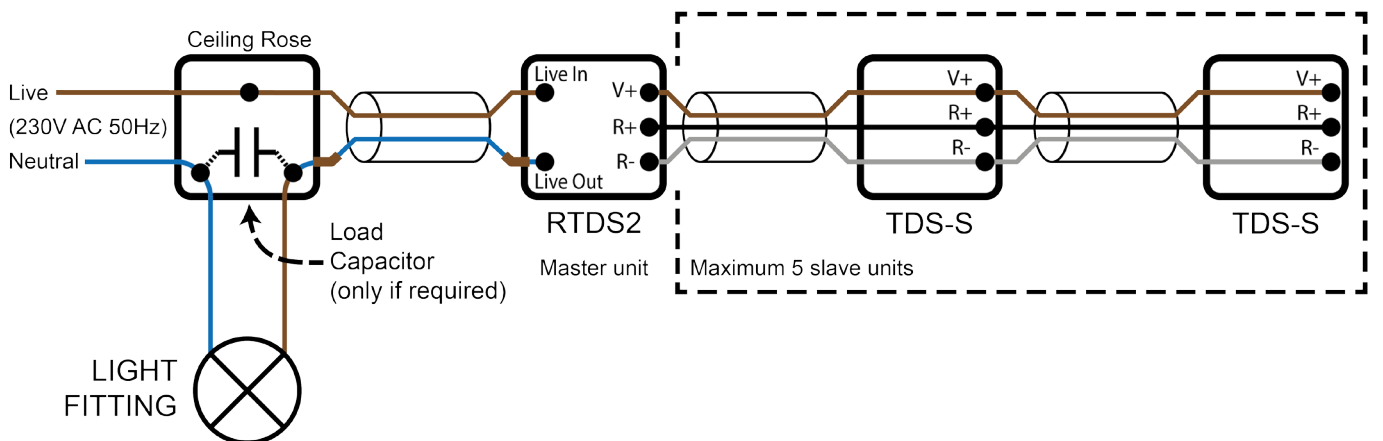 Ceiling Rose
Live
(230V AC 50Hz)
Neutral
Load
Capacitor
(only if required)
LIGHT
FITTING
Live In
V+
R+
R-
Live Out
RTDS2
Master unit
V+
R+
R-
TDS-S
V+
R+
R-
TDS-S
Maximum 5 slave units